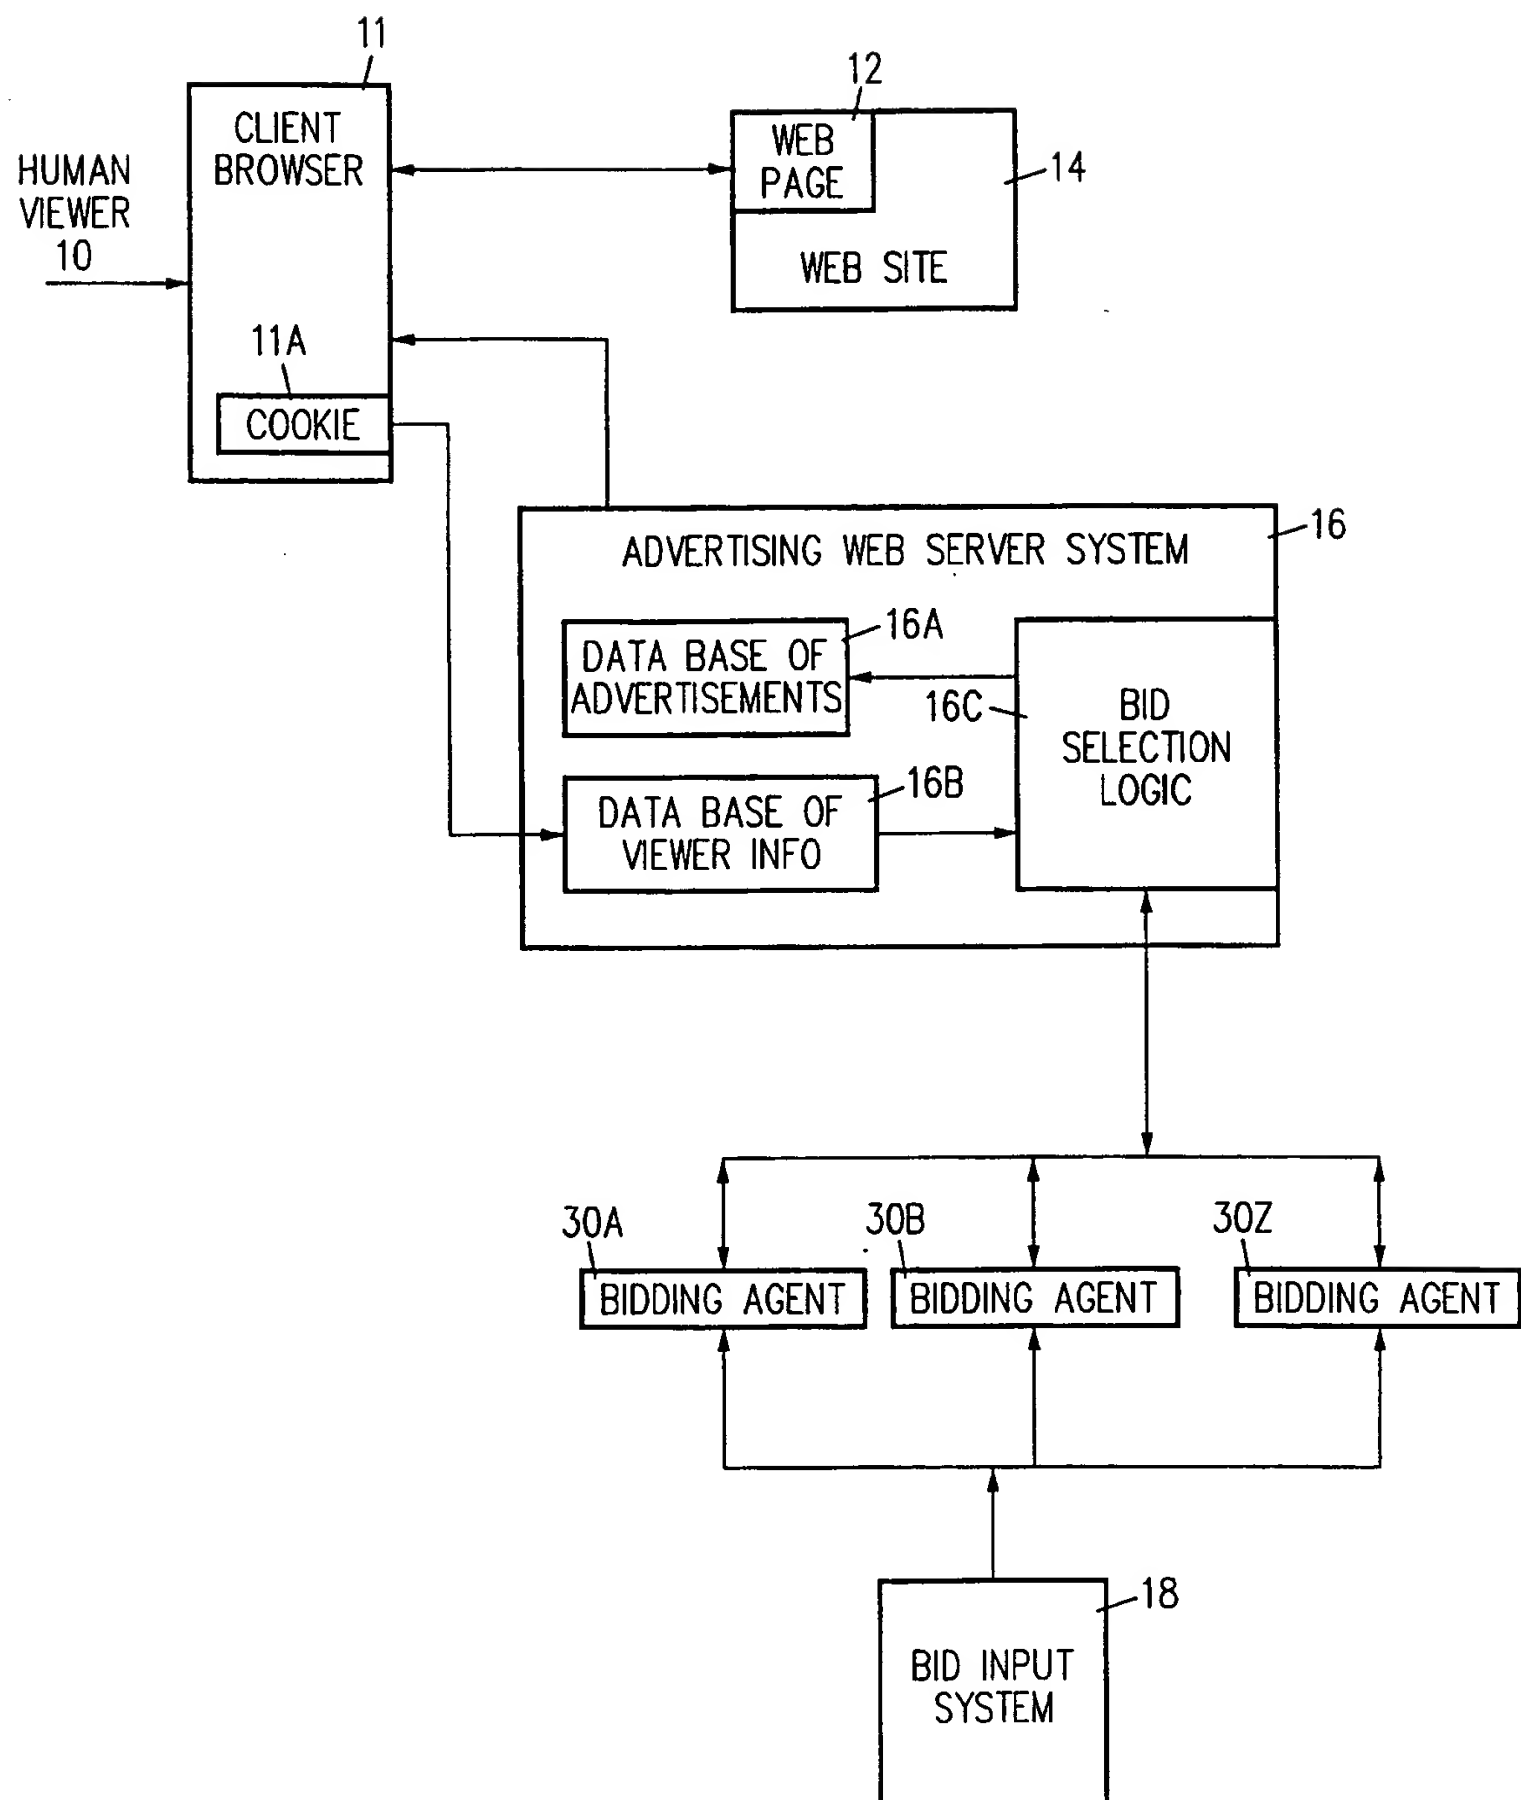 11
CLIENT
BROWSER
HUMAN
VIEWER
10
11A
COOKIE
12
WEB
PAGE
14
WEB SITE
16
ADVERTISING WEB SERVER SYSTEM
16A
DATA BASE OF
ADVERTISEMENTS
16C
BID
SELECTION
LOGIC
16B
DATA BASE OF
VIEWER INFO
30A
BIDDING AGENT
30B
BIDDING AGENT
30Z
BIDDING AGENT
18
BID INPUT
SYSTEM